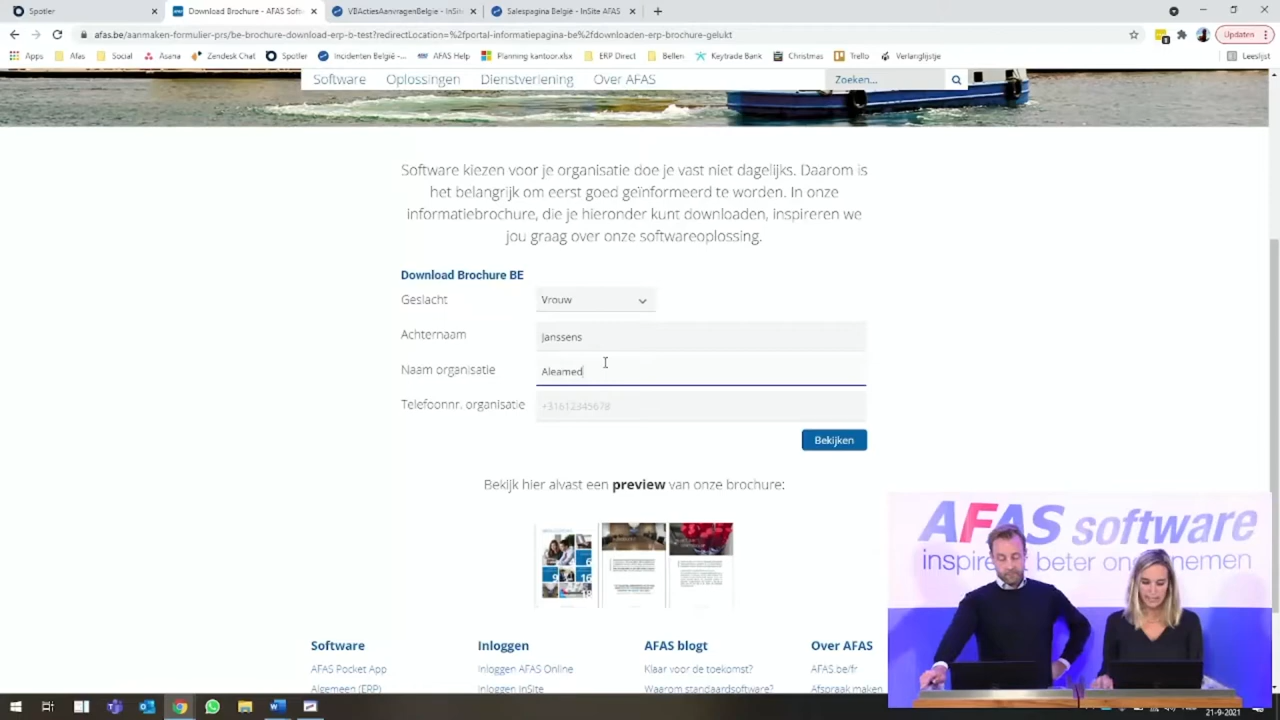 Spotler
Download Brochure - AFAS Softw
VBActiesAanvragenBelgie - InSite
Salespagina België - InSite AFAS
afas.be/aanmaken-formulier-prs/be-brochure-download-erp-b-test?redirectLocation=%2fportal-informatiepagina-be%2fdownloaden-erp-brochure-gelukt
Updaten
Apps
Afas
Social
Asana
Zendesk Chat
Spotler
Incidenten België -...
AFAS Help
Planning kantoor.xlsx
ERP Direct
Bellen
Keytrade Bank
Christmas
Trello
Verlanglijstje
Leeslijst
Software
Oplossingen
Dienstverlening
Over AFAS
Zoeken...
Software kiezen voor je organisatie doe je vast niet dagelijks. Daarom is
het belangrijk om eerst goed geïnformeerd te worden. In onze
informatiebrochure, die je hieronder kunt downloaden, inspireren we
jou graag over onze softwareoplossing.
Download Brochure BE
Geslacht
Vrouw
Achternaam
Janssens
Naam organisatie
Aleamed
Telefoonnr. organisatie
+31612345678
Bekijken
Bekijk hier alvast een preview van onze brochure:
AFAS software
Software
Inloggen
AFAS blogt
Over AFAS
AFAS Pocket App
Inloggen AFAS Online
Klaar voor de toekomst?
AFAS.be/fr
Algemeen (ERP)
Inloggen InSite
Waarom standaardsoftware?
Afspraak maken
21-9-2021